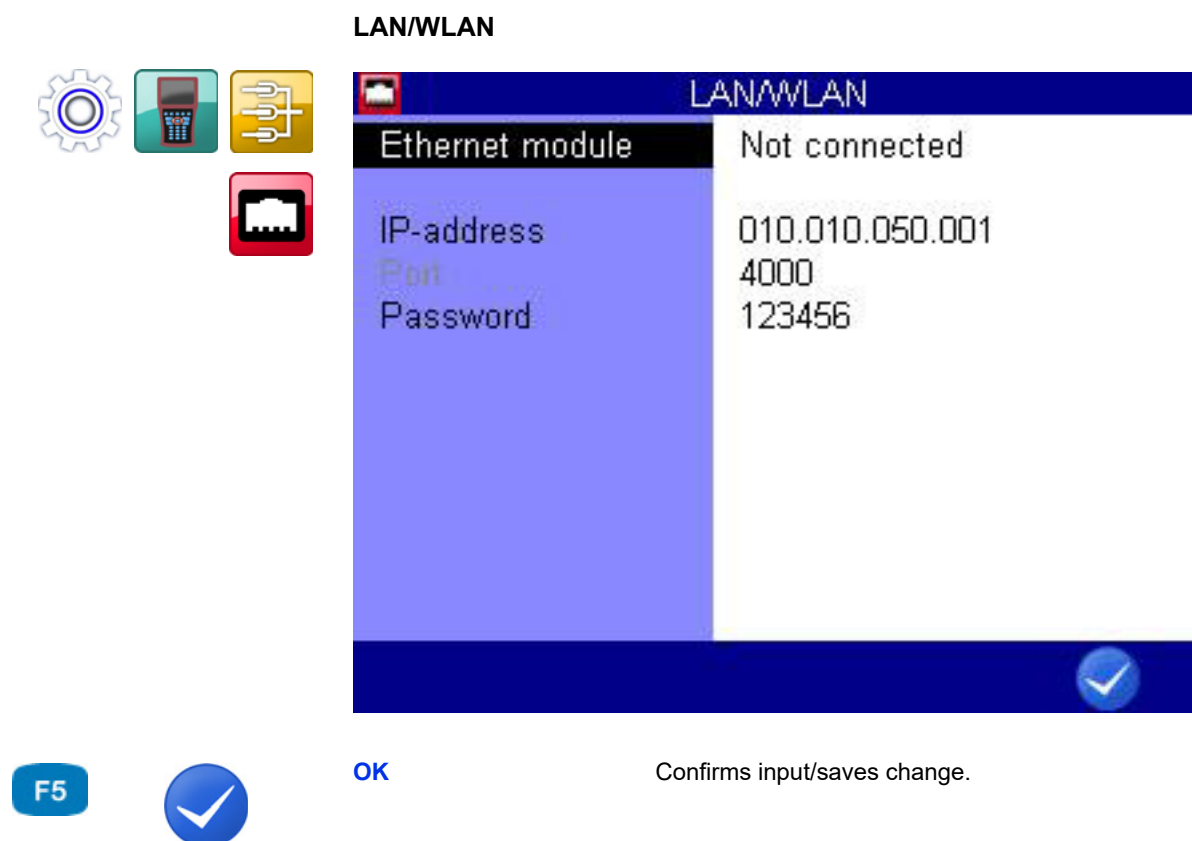 LAN/WLAN
LAN/WLAN
Ethernet module Not connected
IP-address 010.010.050.001
Port 4000
Password 123456
F5 OK Confirms input/saves change.